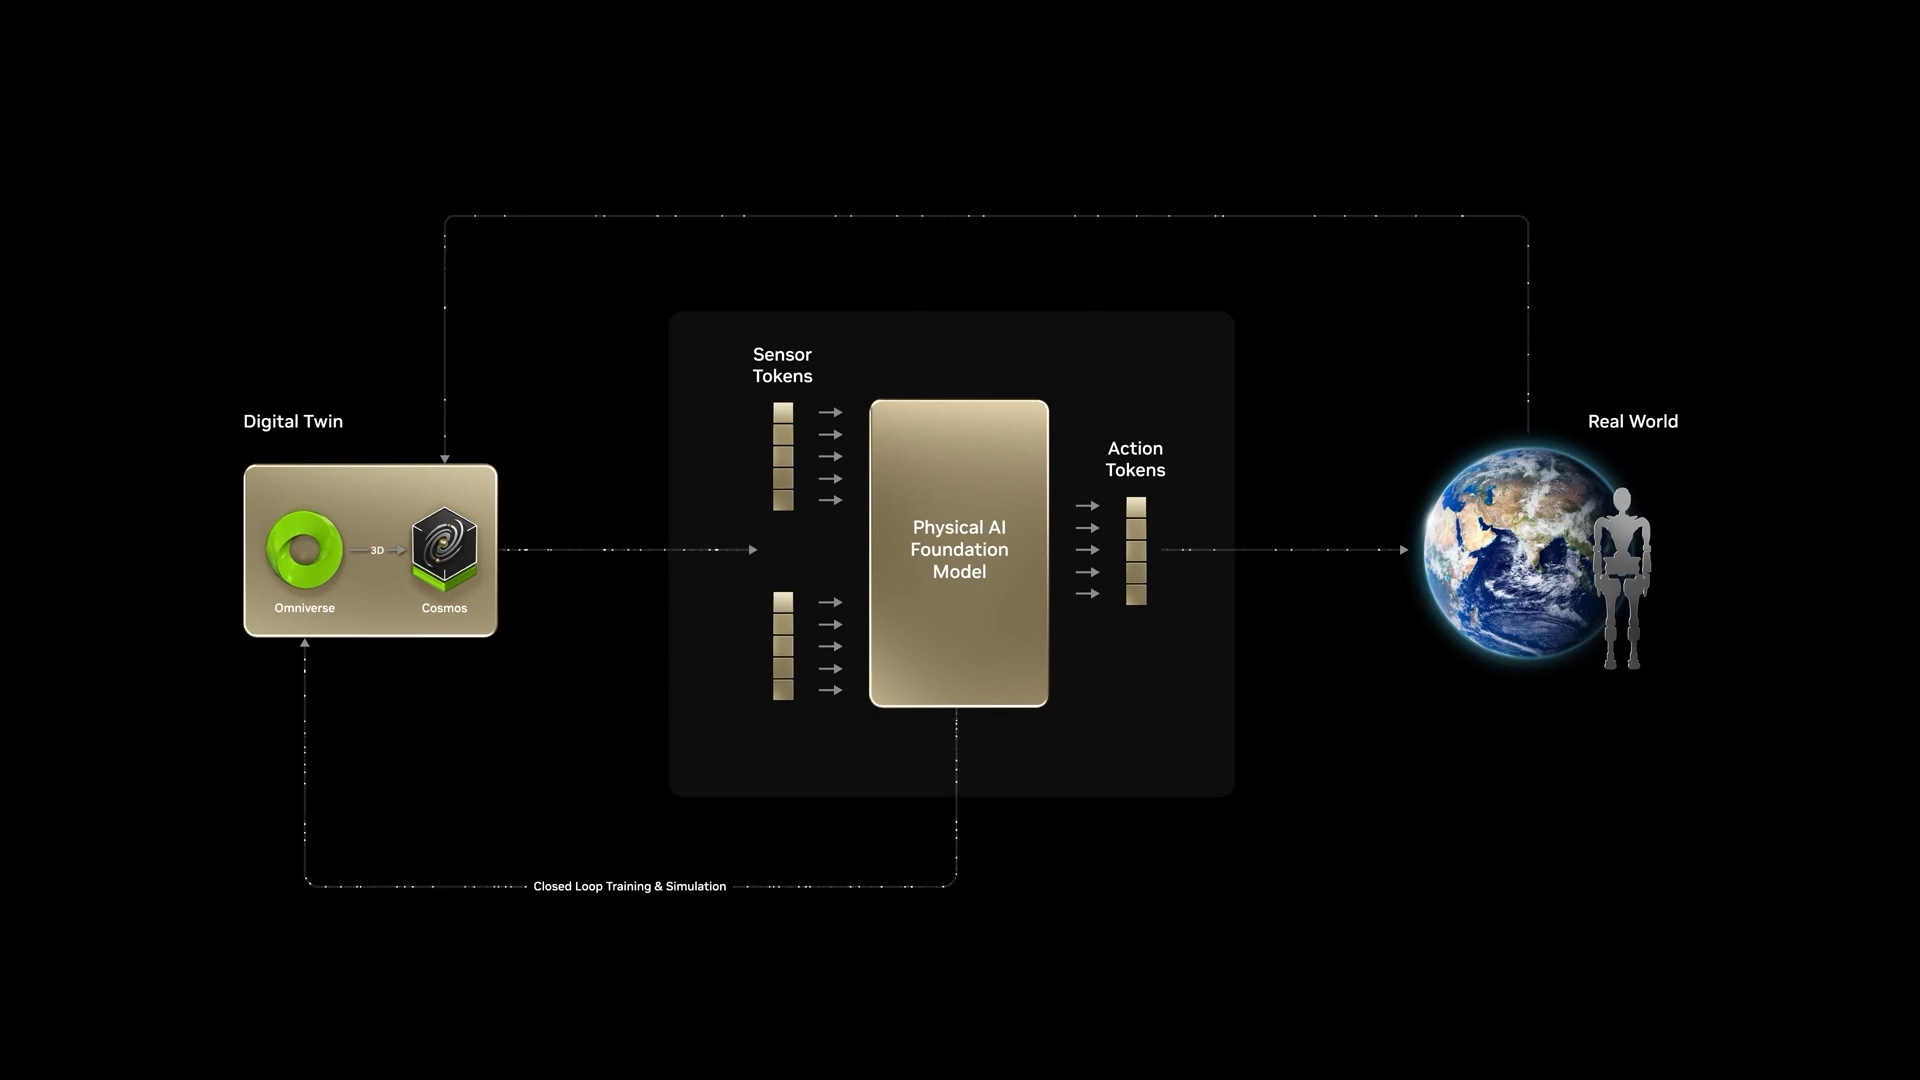 Sensor
Tokens
Digital Twin
Real World
Action
Tokens
Physical AI
Foundation
Model
3D
Omniverse
Cosmos
Closed Loop Training & Simulation